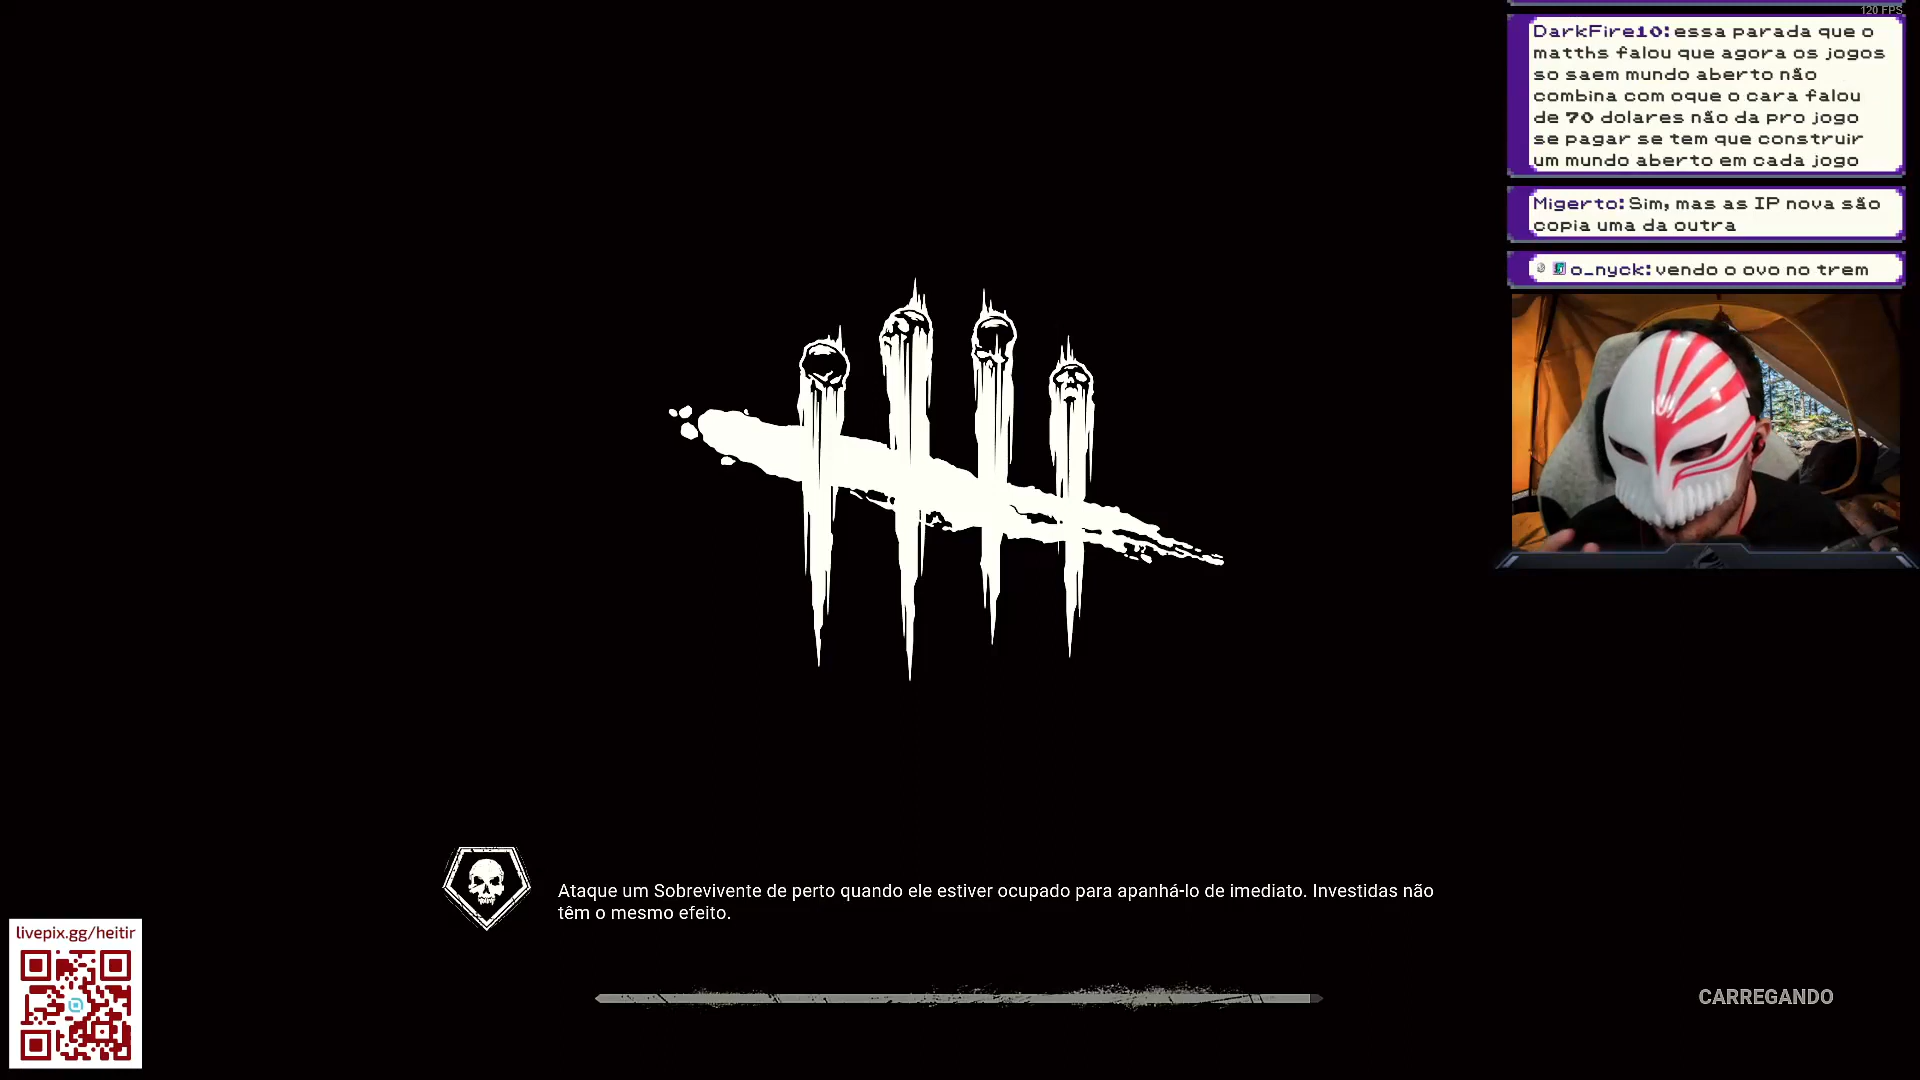 120 FPS
DarkFire10: essa parada que o
matths falou que agora os jogos
so saem mundo aberto não
combina com oque o cara falou
de 70 dolares não da pro jogo
se pagar se tem que construir
um mundo aberto em cada jogo
Migerto: Sim, mas as IP nova são
copia uma da outra
o_nyck: vendo o ovo no trem
Ataque um Sobrevivente de perto quando ele estiver ocupado para apanhá-lo de imediato. Investidas não
têm o mesmo efeito.
livepix.gg/heitir
CARREGANDO